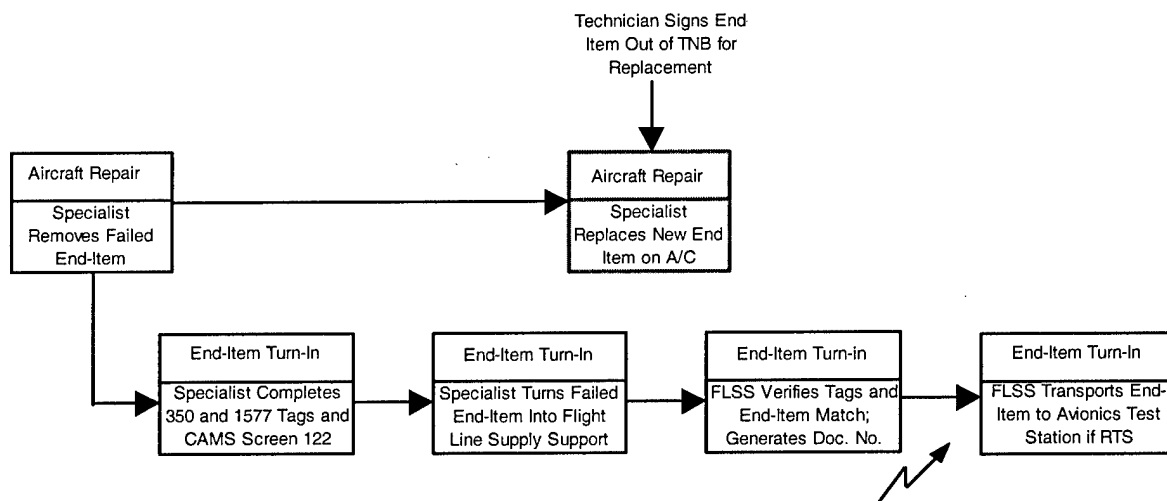 Technician Signs End
Item Out of TNB for
Replacement
Aircraft Repair
Specialist
Removes Failed
End-Item
Aircraft Repair
Specialist
Replaces New End
Item on A/C
End-Item Turn-In
Specialist Completes
350 and 1577 Tags and
CAMS Screen 122
End-Item Turn-In
Specialist Turns Failed
End-Item Into Flight
Line Supply Support
End-Item Turn-in
FLSS Verifies Tags and
End-Item Match;
Generates Doc. No.
End-Item Turn-In
FLSS Transports End-
Item to Avionics Test
Station if RTS